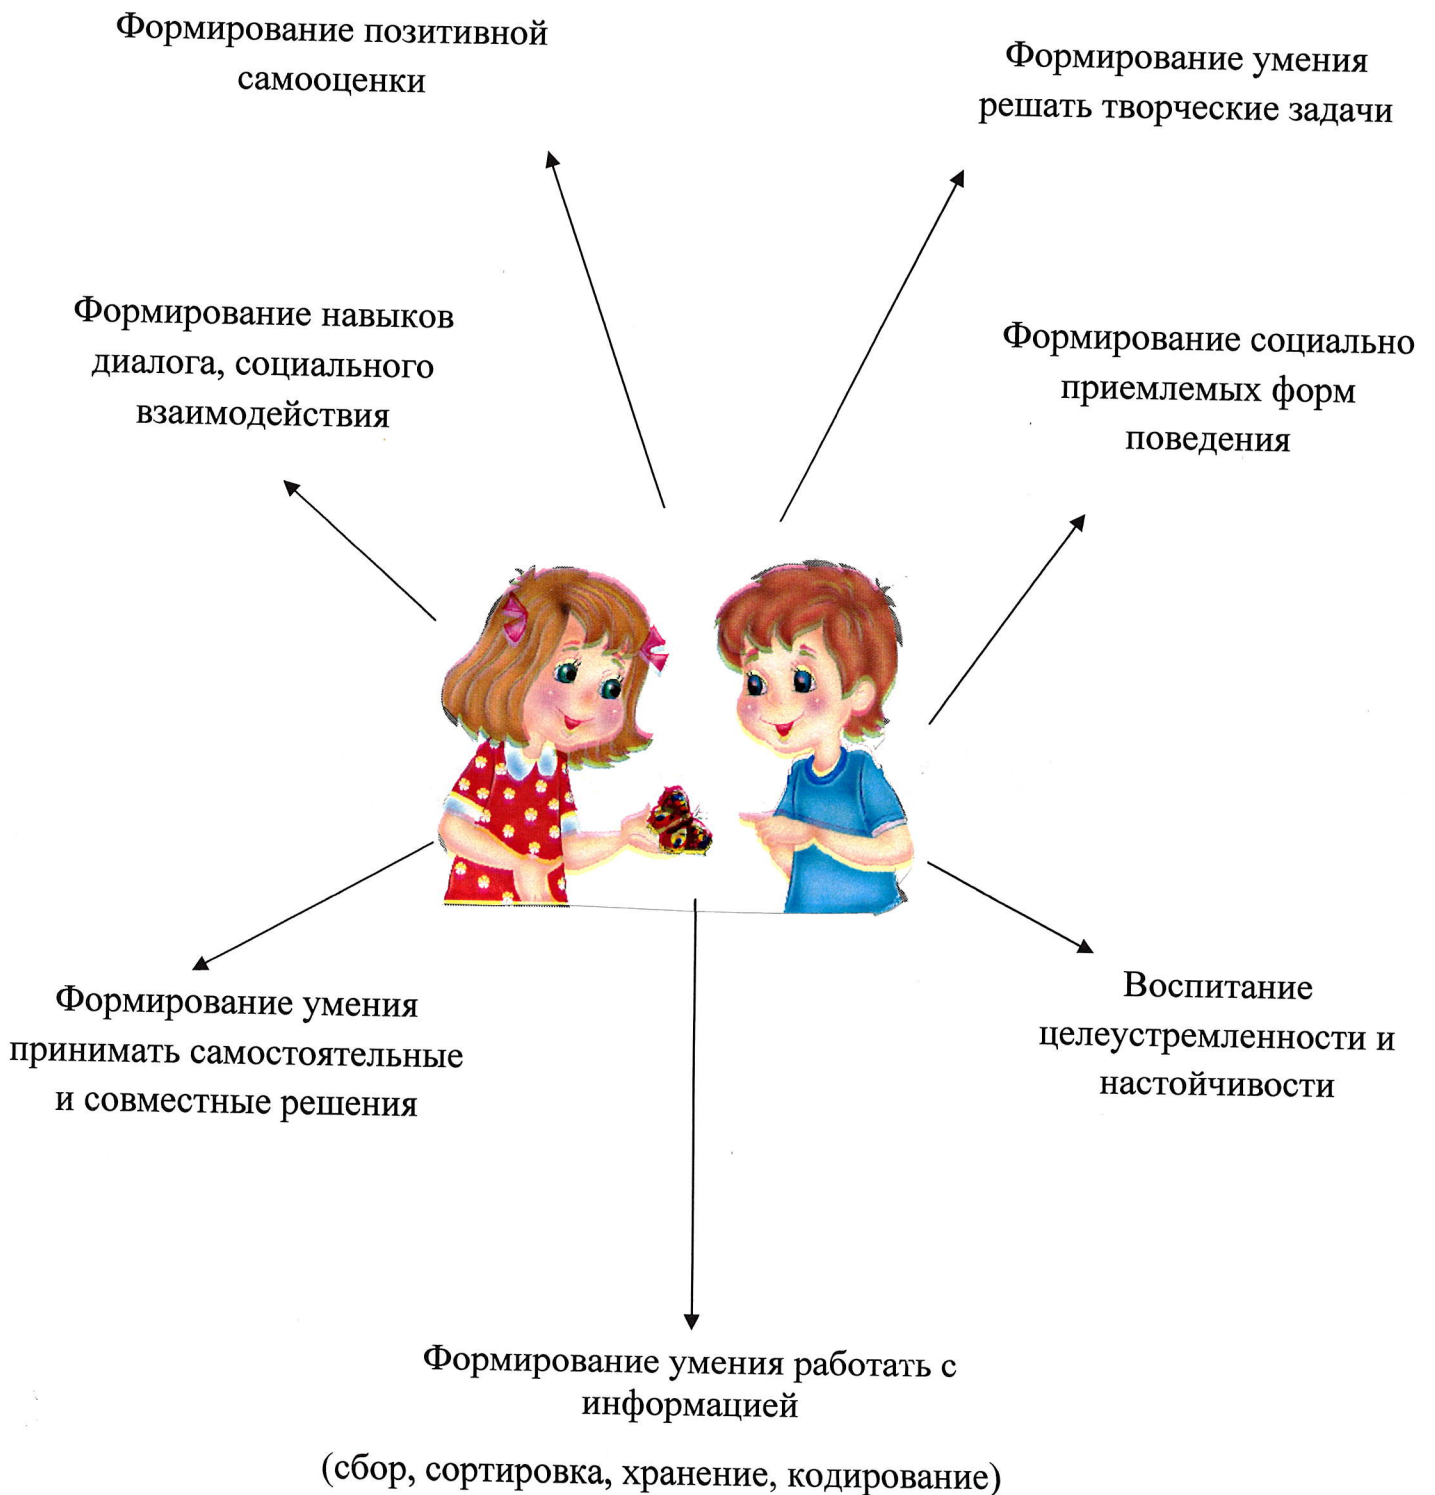 Формирование позитивной
самооценки
Формирование умения
решать творческие задачи
Формирование навыков
диалога, социального
взаимодействия
Формирование социально
приемлемых форм
поведения
Формирование умения
принимать самостоятельные
и совместные решения
Воспитание
целеустремленности и
настойчивости
Формирование умения работать с
информацией
(сбор, сортировка, хранение, кодирование)